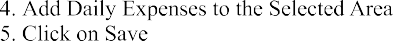 4. Add Daily Expenses to the Selected Area
5. Click on Save